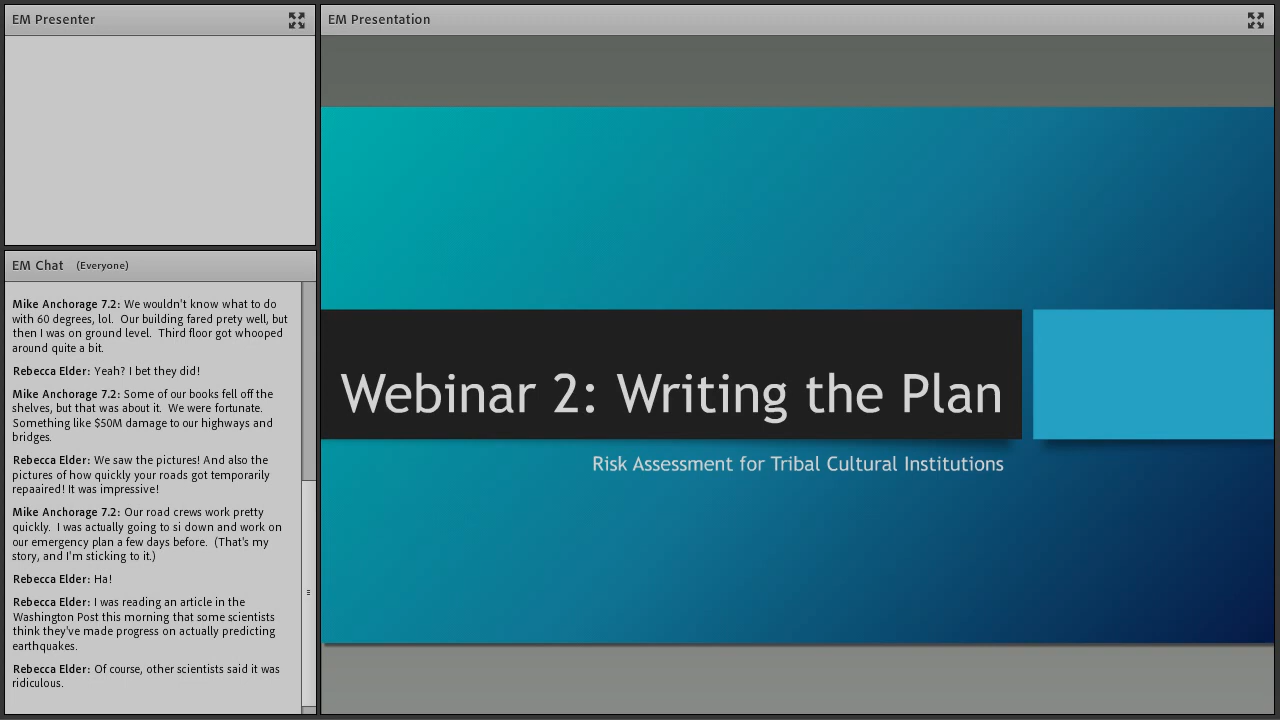 EM Presenter
EM Chat (Everyone)
Mike Anchorage 7.2: We wouldn't know what to do
with 60 degrees, lol.  Our building fared prety well, but
then I was on ground level.  Third floor got whooped
around quite a bit.
Rebecca Elder: Yeah? I bet they did!
Mike Anchorage 7.2: Some of our books fell off the
shelves, but that was about it.  We were fortunate.
Something like $50M damage to our highways and
bridges.
Rebecca Elder: We saw the pictures! And also the
pictures of how quickly your roads got temporarily
repaaired! It was impressive!
Mike Anchorage 7.2: Our road crews work pretty
quickly.  I was actually going to si down and work on
our emergency plan a few days before.  (That's my
story, and I'm sticking to it.)
Rebecca Elder: Ha!
Rebecca Elder: I was reading an article in the
Washington Post this morning that some scientists
think they've made progress on actually predicting
earthquakes.
Rebecca Elder: Of course, other scientists said it was
ridiculous.
EM Presentation
Webinar 2: Writing the Plan
Risk Assessment for Tribal Cultural Institutions